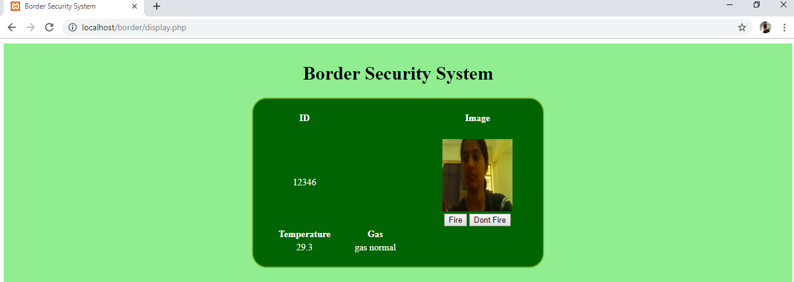 Border Security System
localhost/border/display.php
Border Security System
ID Image
12346
Fire Dont Fire
Temperature Gas
29.3 gas normal